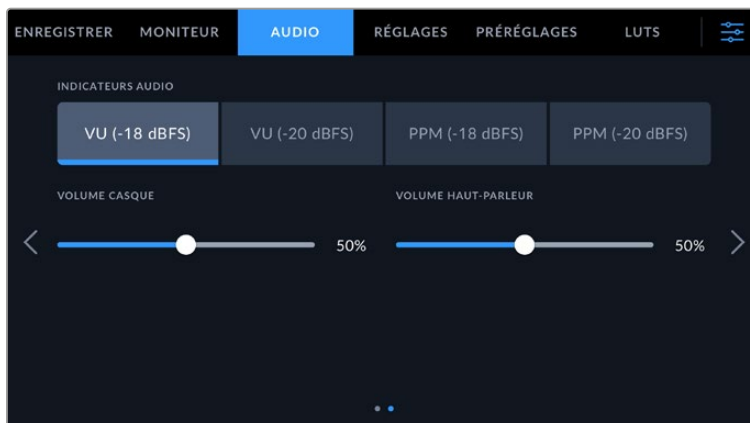 ENREGISTRER MONITEUR AUDIO RÉGLAGES PRÉRÉGLAGES LUTS
INDICATEURS AUDIO
VU (-18 dBFS) VU (-20 dBFS) PPM (-18 dBFS) PPM (-20 dBFS)
VOLUME CASQUE VOLUME HAUT-PARLEUR
50% 50%